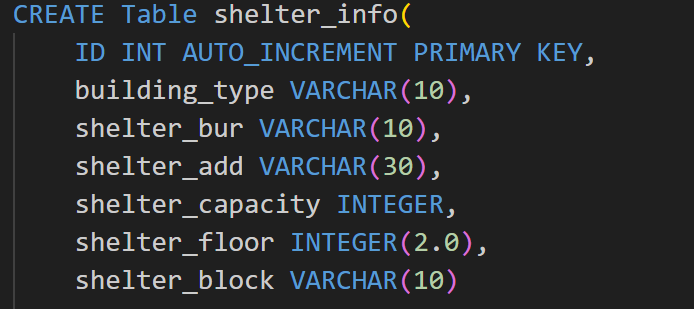 CREATE Table shelter_info(
ID INT AUTO_INCREMENT PRIMARY KEY,
building_type VARCHAR(10),
shelter_bur VARCHAR(10),
shelter_add VARCHAR(30),
shelter_capacity INTEGER,
shelter_floor INTEGER(2.0),
shelter_block VARCHAR(10)